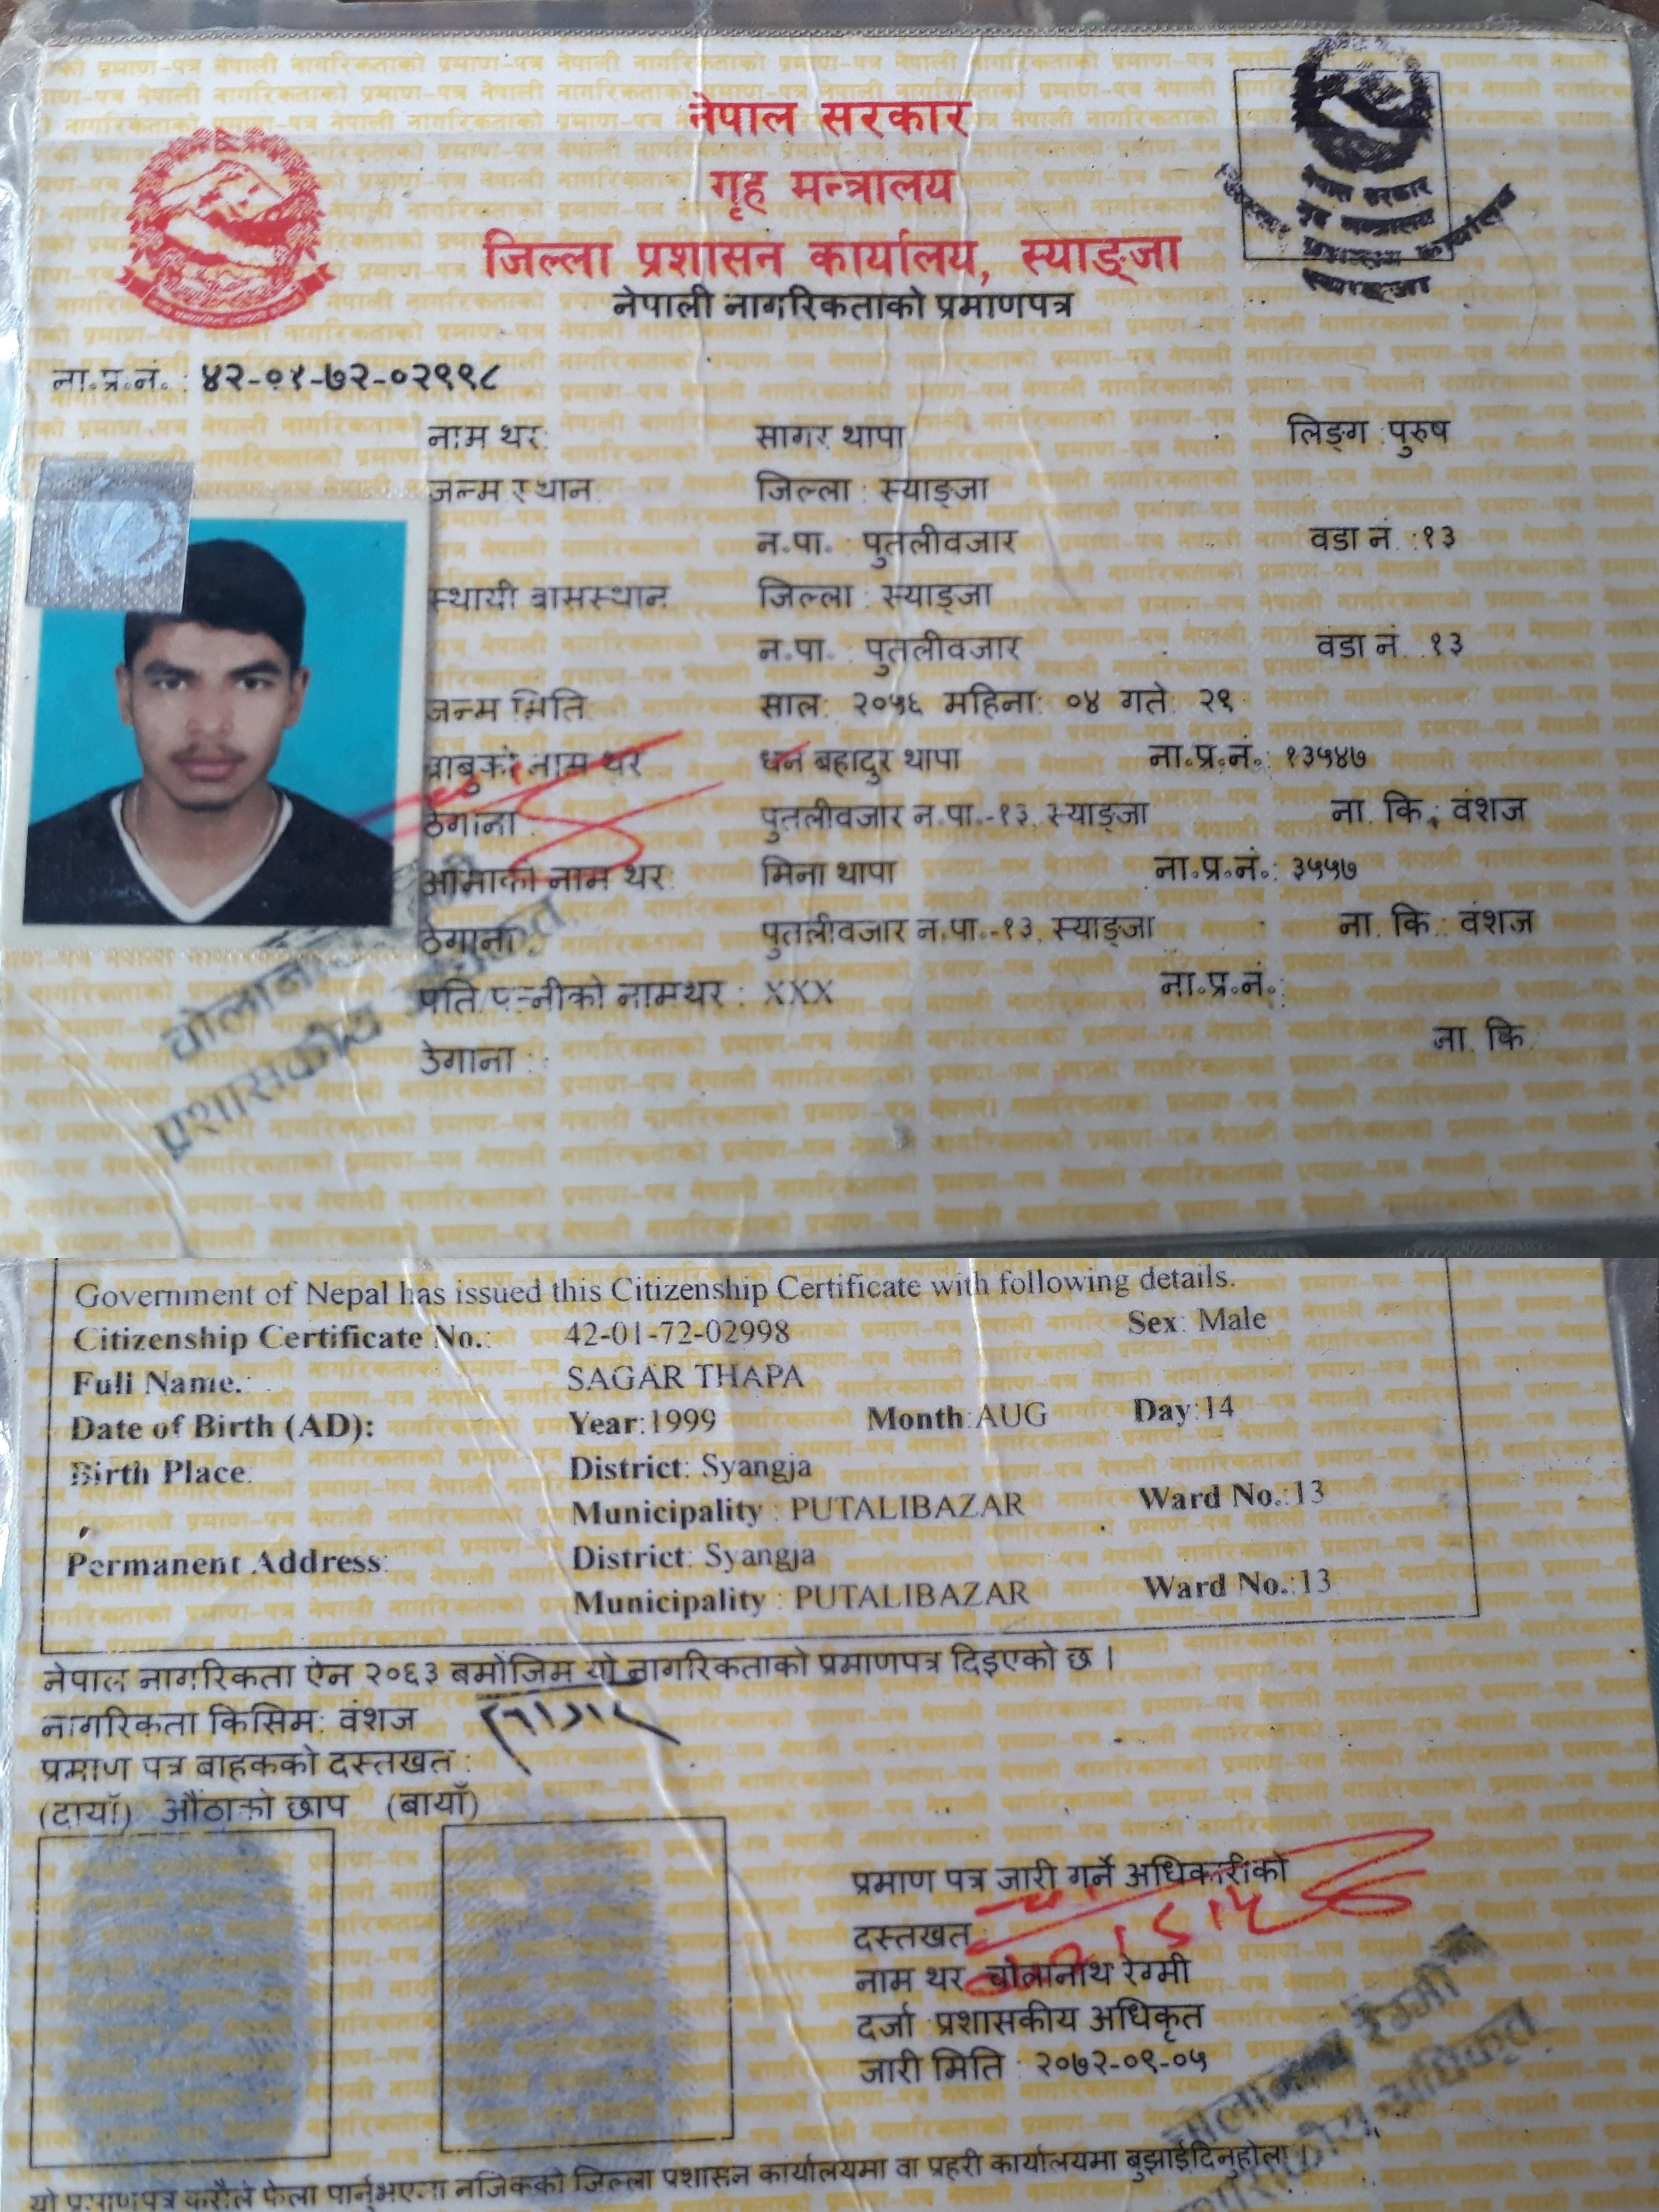 नेपाल सरकार
गृह मन्त्रालय
जिल्ला प्रशासन कार्यालय, स्याङ्जा
नेपाली नागरिकताको प्रमाणपत्र
नेपाल सरकार
गृह मन्त्रालय
जिल्ला प्रशासन कार्यालय
स्याङ्जा
ना.प्र.नं. : ४२-०१-७२-०२९९८
नाम थर: सागर थापा लिङ्ग : पुरुष
जन्म स्थान: जिल्ला : स्याङ्जा
न.पा. : पुतलीवजार वडा नं. : १३
स्थायी बासस्थान: जिल्ला : स्याङ्जा
न.पा. : पुतलीवजार वडा नं. : १३
जन्म मिति: साल: २०५६ महिना: ०४ गते: २९
बाबुको नाम थर: धन बहादुर थापा ना.प्र.नं.: १३५४७
ठेगाना : पुतलीवजार न.पा.-१३, स्याङ्जा ना. कि.: वंशज
आमाको नाम थर: मिना थापा ना.प्र.नं.: ३५५७
ठेगाना : पुतलीवजार न.पा.-१३, स्याङ्जा ना. कि.: वंशज
पति/पत्नीको नामथर : XXX ना.प्र.नं.:
ठेगाना : ना. कि.
प्रशासकीय अधिकृत
Government of Nepal has issued this Citizenship Certificate with following details.
Citizenship Certificate No.: 42-01-72-02998 Sex: Male
Full Name.: SAGAR THAPA
Date of Birth (AD): Year:1999 Month:AUG Day:14
Birth Place: District: Syangja
Municipality : PUTALIBAZAR Ward No.:13
Permanent Address: District: Syangja
Municipality : PUTALIBAZAR Ward No.:13
नेपाल नागरिकता ऐन २०६३ बमोजिम यो नागरिकताको प्रमाणपत्र दिइएको छ ।
नागरिकता किसिम: वंशज
प्रमाण पत्र बाहकको दस्तखत : सागर
(दायाँ) औंठाको छाप (बायाँ)
प्रमाण पत्र जारी गर्ने अधिकारीको
दस्तखत :
नाम थर: चोलानाथ रेग्मी
दर्जा: प्रशासकीय अधिकृत
जारी मिति : २०७२-०९-०५
चोलानाथ रेग्मी
प्रशासकीय अधिकृत
यो प्रमाणपत्र कसैले फेला पार्नुभएमा नजिकको जिल्ला प्रशासन कार्यालयमा वा प्रहरी कार्यालयमा बुझाईदिनुहोला ।